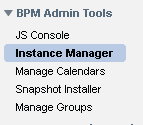 BPM Admin Tools
JS Console
Instance Manager
Manage Calendars
Snapshot Installer
Manage Groups